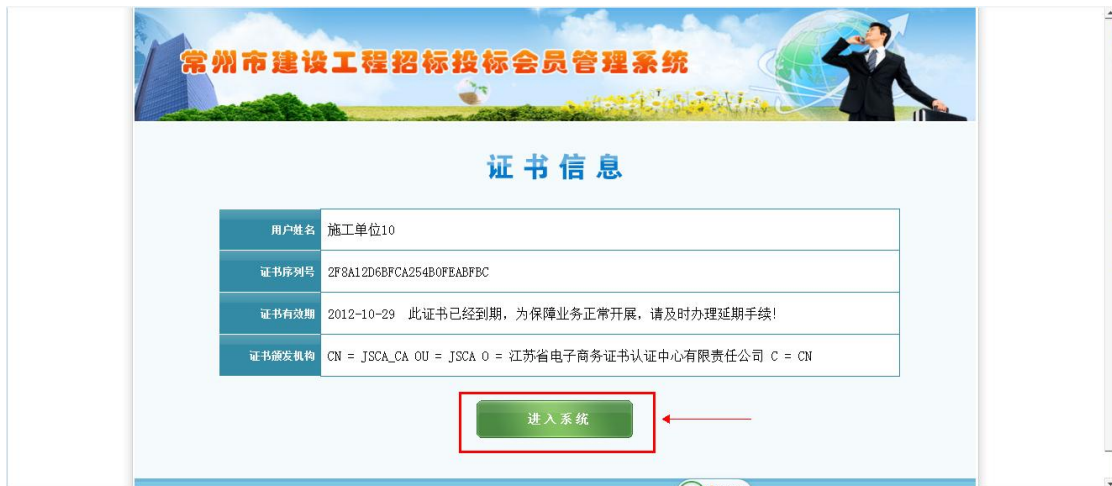 常州市建设工程招标投标会员管理系统
证书信息
用户姓名 施工单位10
证书序列号 2F8A12D6BFCA254B0FEABFBC
证书有效期 2012-10-29 此证书已经到期，为保障业务正常开展，请及时办理延期手续!
证书颁发机构 CN = JSCA_CA OU = JSCA O = 江苏省电子商务证书认证中心有限责任公司 C = CN
进入系统